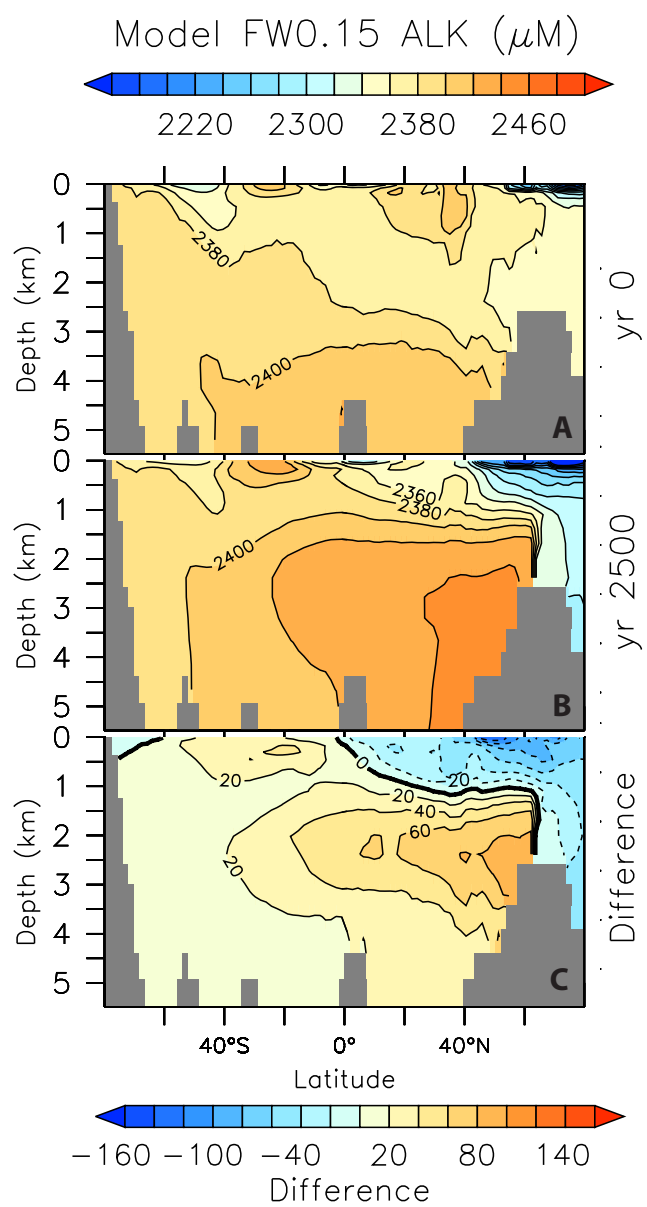 Model FW0.15 ALK (μM)
2220 2300 2380 2460
0
1
2
3
4
5
Depth (km)
2380
2400
yr 0
A
0
1
2
3
4
5
Depth (km)
2360
2380
2400
yr 2500
B
0
1
2
3
4
5
Depth (km)
0
20
-20
20
40
60
20
Difference
C
40°S 0° 40°N
Latitude
-160 -100 -40 20 80 140
Difference